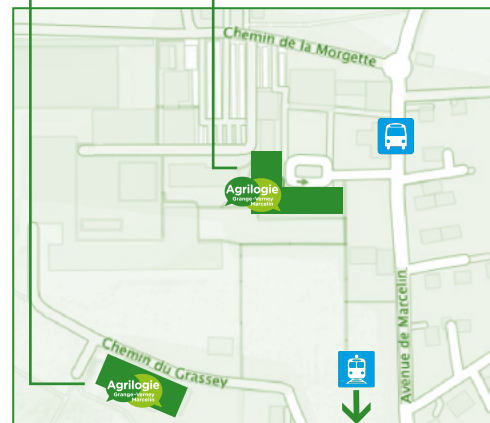 Chemin de la Morgette
Agrilogie
Grange-Verney
Marcelin
Avenue de Marcelin
Chemin du Grassey
Agrilogie
Grange-Verney
Marcelin